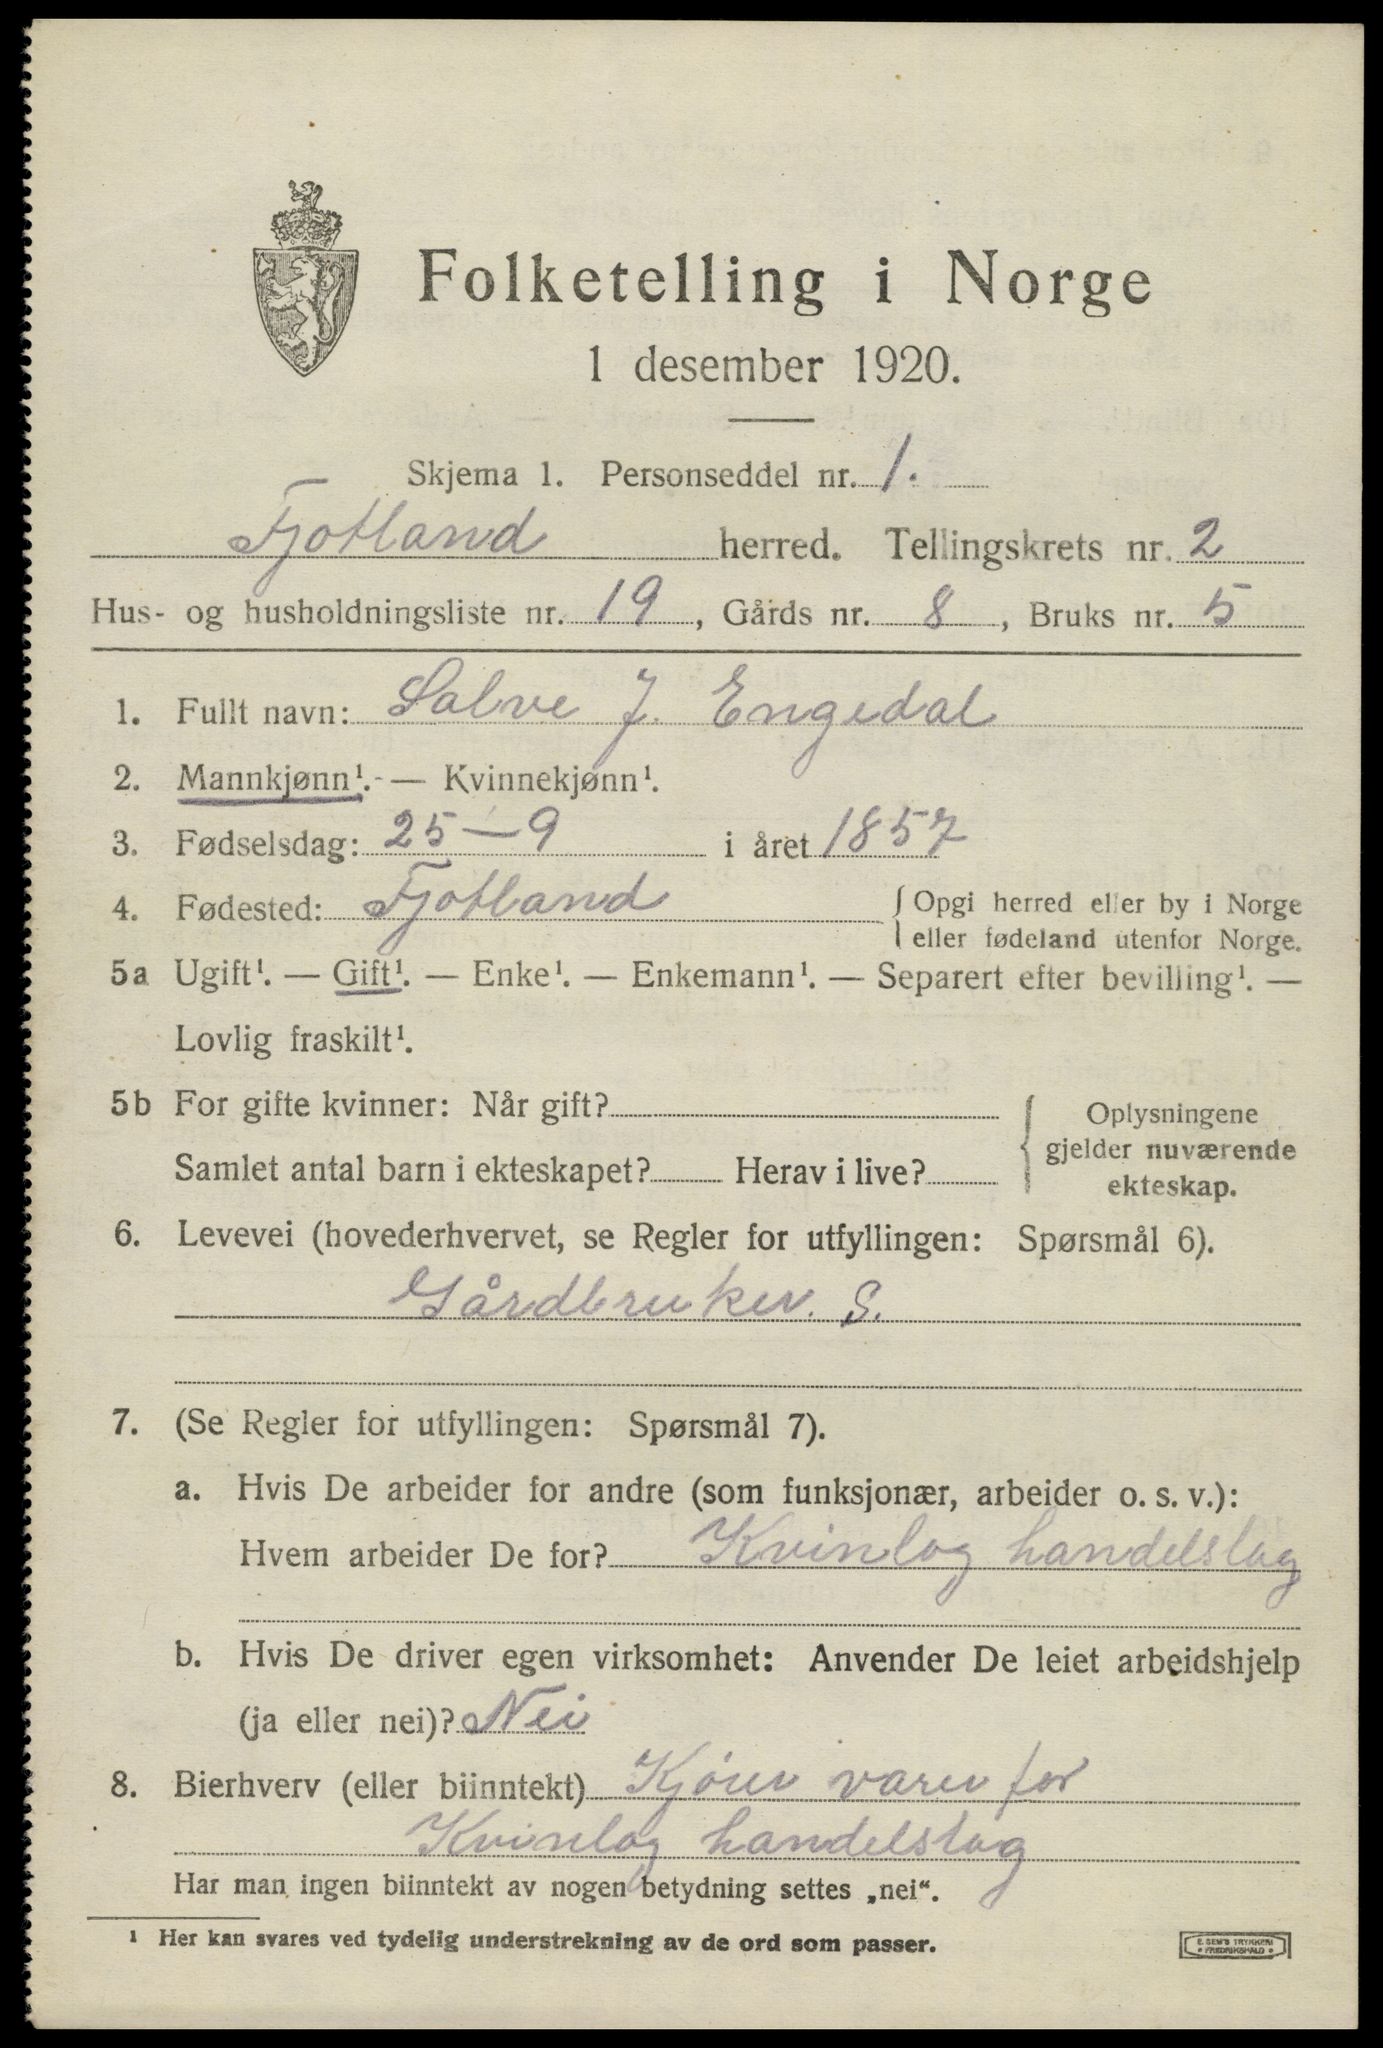 Folketelling i Norge
1 desember 1920.
Skjema 1. Personseddel nr. 1.
Fjotland herred. Tellingskrets nr. 2
Hus- og husholdningsliste nr. 19, Gårds nr. 8, Bruks nr. 5
1. Fullt navn: Salve J. Engedal
2. Mannkjønn¹. — Kvinnekjønn¹.
3. Fødselsdag: 25-9 i året 1857
4. Fødested: Fjotland { Opgi herred eller by i Norge
eller fødeland utenfor Norge.
5a Ugift¹. — Gift¹. — Enke¹. — Enkemann¹. — Separert efter bevilling¹. —
Lovlig fraskilt¹.
5b For gifte kvinner: Når gift?
Samlet antal barn i ekteskapet? Herav i live?
{ Oplysningene
gjelder nuværende
ekteskap.
6. Levevei (hovederhvervet, se Regler for utfyllingen: Spørsmål 6).
Gårdbruker. S.
7. (Se Regler for utfyllingen: Spørsmål 7).
a. Hvis De arbeider for andre (som funksjonær, arbeider o. s. v.):
Hvem arbeider De for? Kvinlog handelslag
b. Hvis De driver egen virksomhet: Anvender De leiet arbeidshjelp
(ja eller nei)? Nei
8. Bierhverv (eller biinntekt) Kjörer varer for
Kvinlog handelslag
Har man ingen biinntekt av nogen betydning settes „nei“.
¹ Her kan svares ved tydelig understrekning av de ord som passer.
E. SEM'S TRYKKERI
FREDRIKSHALD